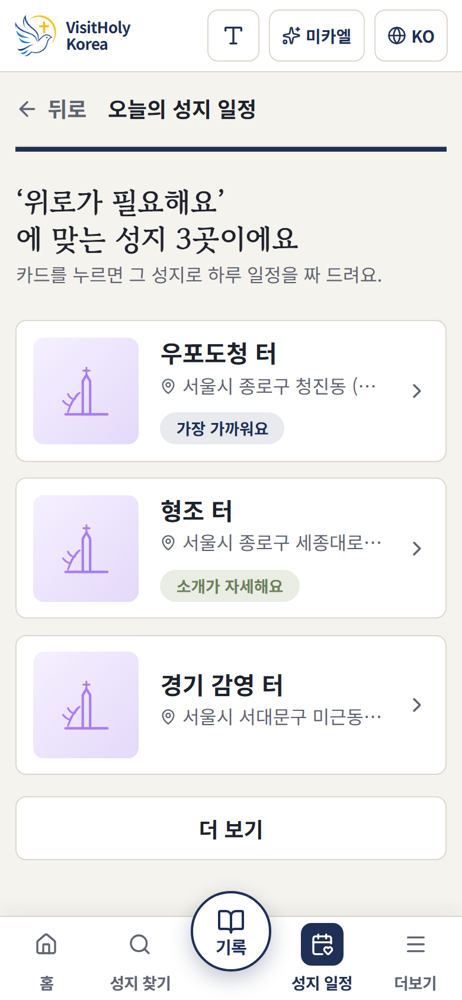 VisitHoly
Korea
미카엘
KO
뒤로
오늘의 성지 일정
‘위로가 필요해요’
에 맞는 성지 3곳이에요
카드를 누르면 그 성지로 하루 일정을 짜 드려요.
우포도청 터
서울시 종로구 청진동 (…
가장 가까워요
형조 터
서울시 종로구 세종대로…
소개가 자세해요
경기 감영 터
서울시 서대문구 미근동…
더 보기
홈
성지 찾기
기록
성지 일정
더보기